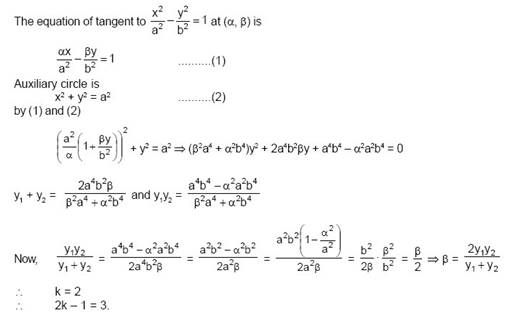 The equation of tangent to x²/a² − y²/b² = 1 at (α, β) is
αx/a² − βy/b² = 1 ..........(1)
Auxiliary circle is
x² + y² = a² ..........(2)
by (1) and (2)
(a²/α (1 + βy/b²))² + y² = a² ⇒ (β²a⁴ + α²b⁴)y² + 2a⁴b²βy + a⁴b⁴ − α²a²b⁴ = 0
y₁ + y₂ = 2a⁴b²β/(β²a⁴ + α²b⁴) and y₁y₂ = (a⁴b⁴ − α²a²b⁴)/(β²a⁴ + α²b⁴)
Now, y₁y₂/(y₁ + y₂) = (a⁴b⁴ − α²a²b⁴)/(2a⁴b²β) = (a²b² − α²b²)/(2a²β) = a²b²(1 − α²/a²)/(2a²β) = b²/2β · β²/b² = β/2 ⇒ β = 2y₁y₂/(y₁ + y₂)
∴ k = 2
∴ 2k − 1 = 3.